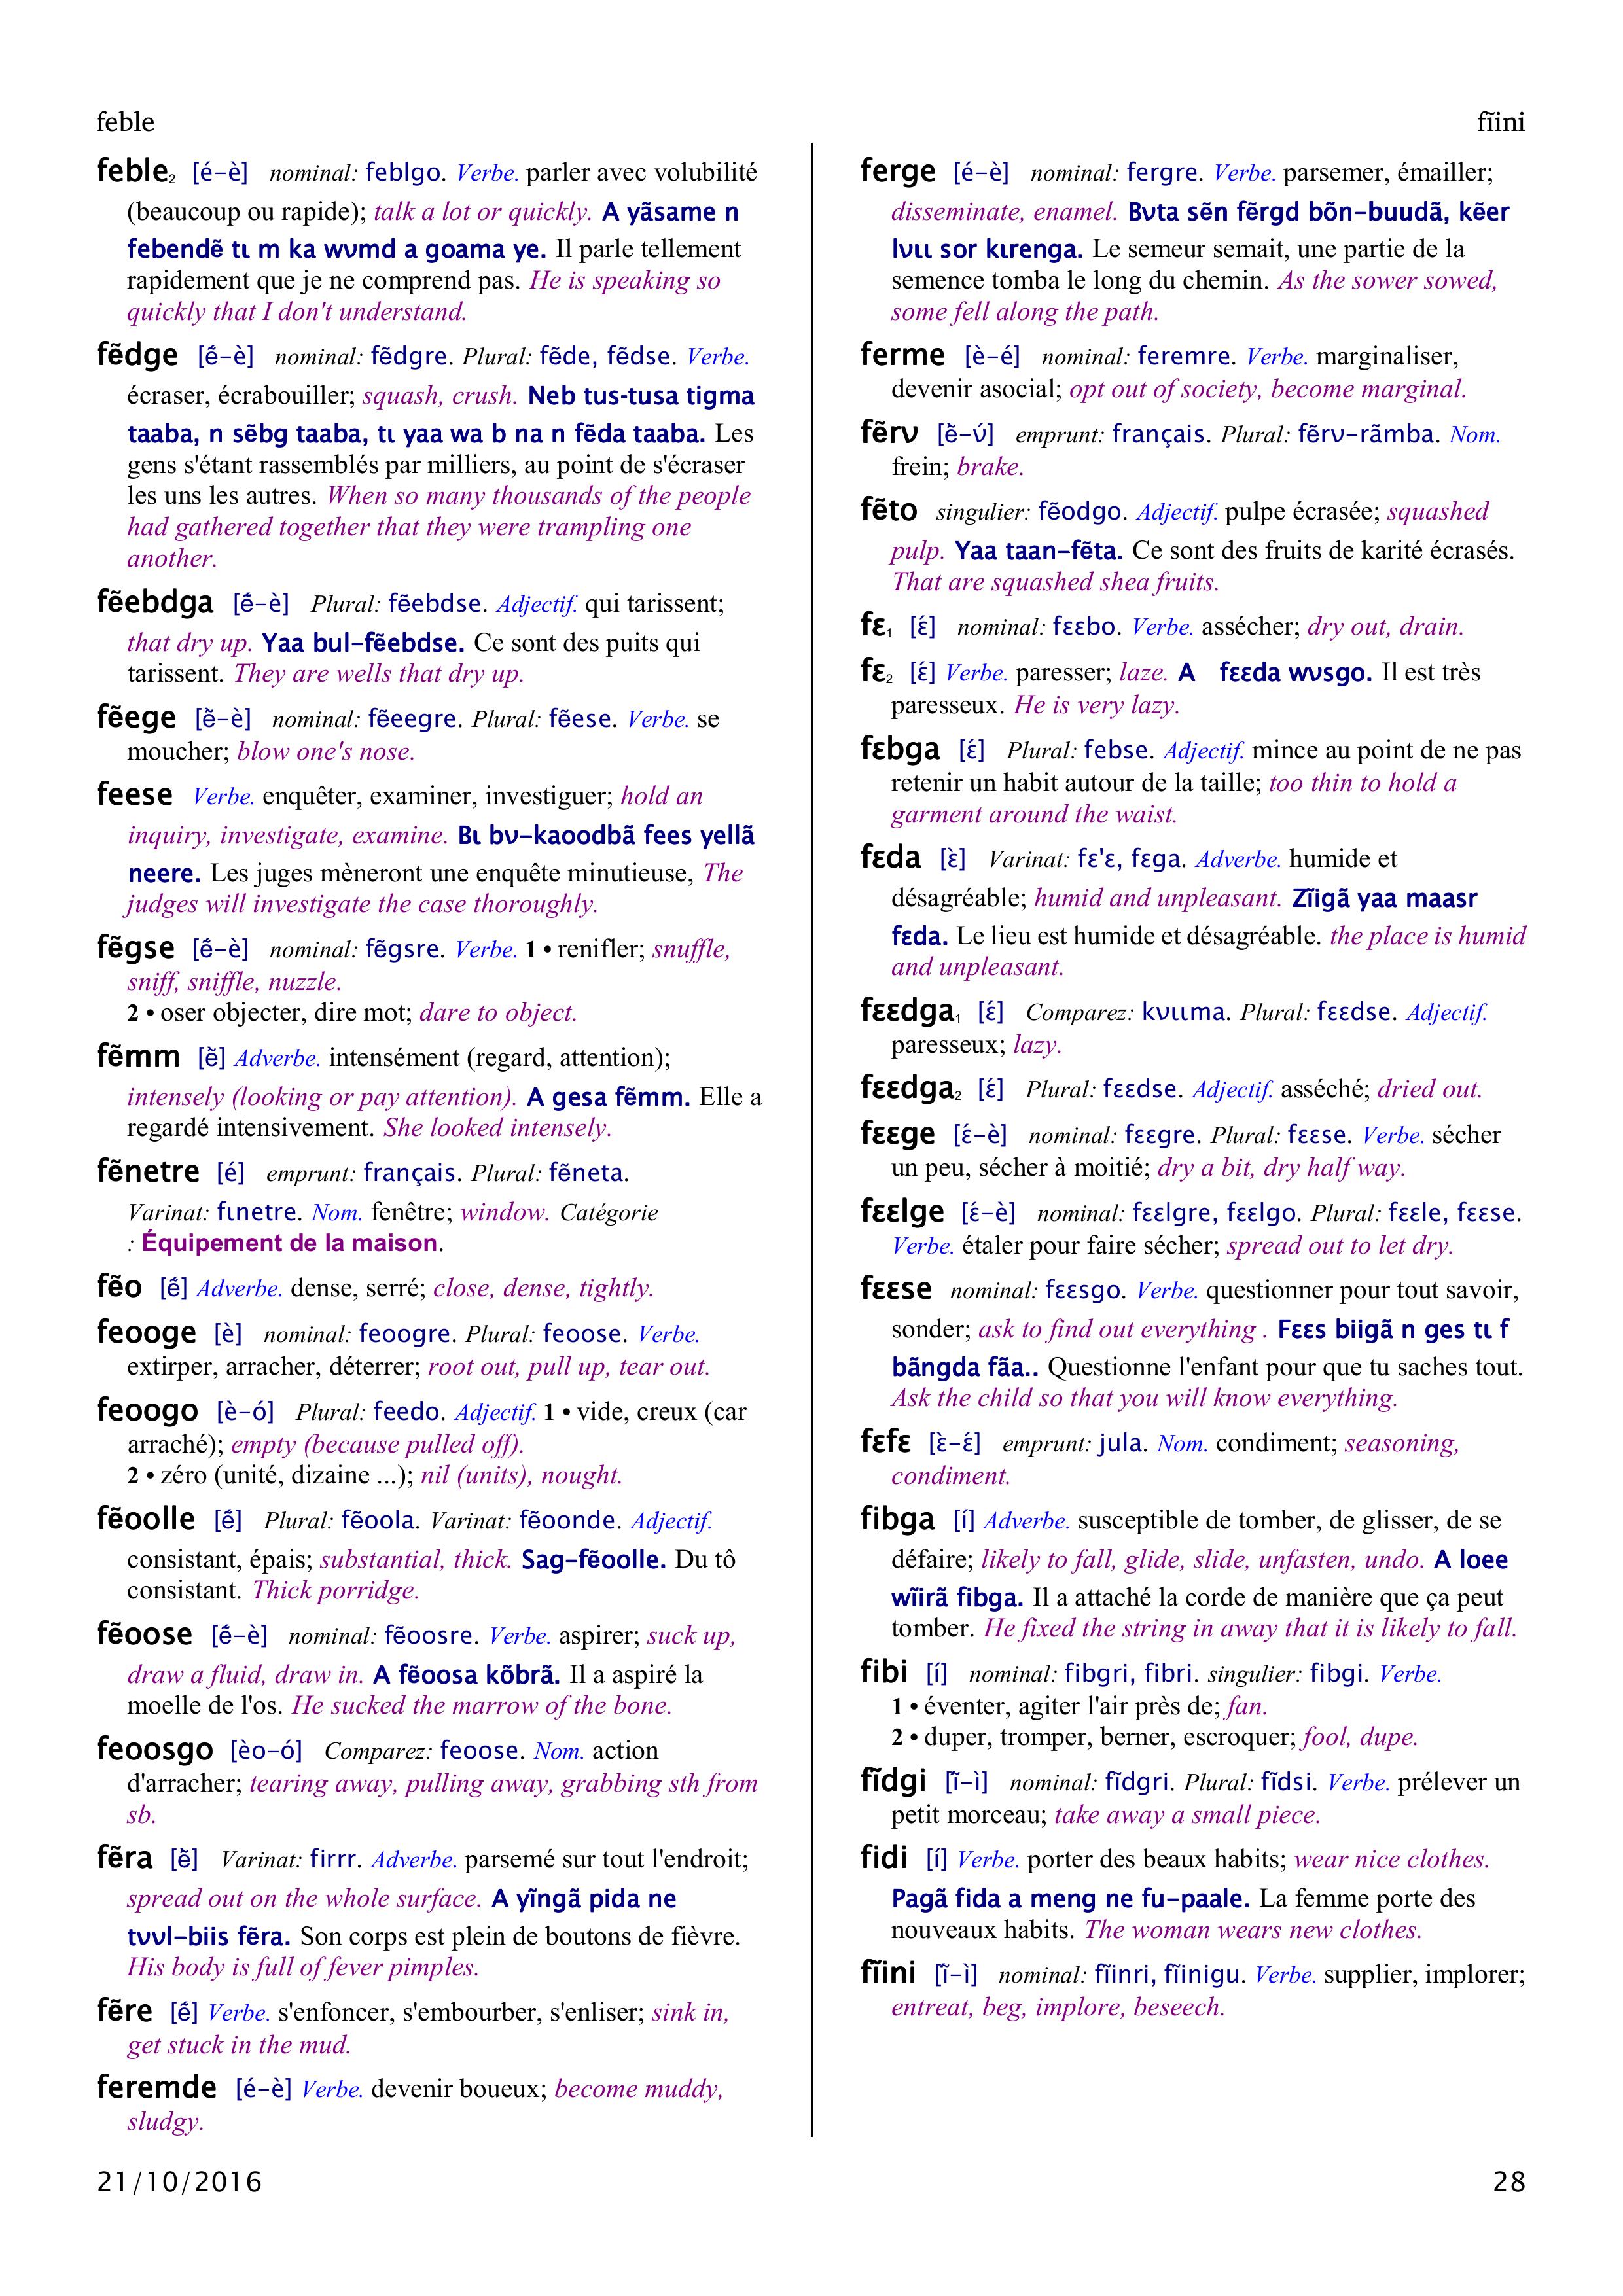 feble
fĩini
feble₂ [é–è] nominal: feblgo. Verbe. parler avec volubilité
(beaucoup ou rapide); talk a lot or quickly. A yãsame n
febendẽ tɩ m ka wʋmd a goama ye. Il parle tellement
rapidement que je ne comprend pas. He is speaking so
quickly that I don't understand.
fẽdge [ẽ́–è] nominal: fẽdgre. Plural: fẽde, fẽdse. Verbe.
écraser, écrabouiller; squash, crush. Neb tus-tusa tigma
taaba, n sẽbg taaba, tɩ yaa wa b na n fẽda taaba. Les
gens s'étant rassemblés par milliers, au point de s'écraser
les uns les autres. When so many thousands of the people
had gathered together that they were trampling one
another.
fẽebdga [ẽ́–è] Plural: fẽebdse. Adjectif. qui tarissent;
that dry up. Yaa bul–fẽebdse. Ce sont des puits qui
tarissent. They are wells that dry up.
fẽege [ẽ̀–è] nominal: fẽeegre. Plural: fẽese. Verbe. se
moucher; blow one's nose.
feese Verbe. enquêter, examiner, investiguer; hold an
inquiry, investigate, examine. Bɩ bʋ–kaoodbã fees yellã
neere. Les juges mèneront une enquête minutieuse, The
judges will investigate the case thoroughly.
fẽgse [ẽ́–è] nominal: fẽgsre. Verbe. 1 • renifler; snuffle,
sniff, sniffle, nuzzle.
2 • oser objecter, dire mot; dare to object.
fẽmm [ẽ̀] Adverbe. intensément (regard, attention);
intensely (looking or pay attention). A gesa fẽmm. Elle a
regardé intensivement. She looked intensely.
fẽnetre [é] emprunt: français. Plural: fẽneta.
Varinat: fɩnetre. Nom. fenêtre; window. Catégorie
: Équipement de la maison.
fẽo [ẽ́] Adverbe. dense, serré; close, dense, tightly.
feooge [è] nominal: feoogre. Plural: feoose. Verbe.
extirper, arracher, déterrer; root out, pull up, tear out.
feoogo [è–ó] Plural: feedo. Adjectif. 1 • vide, creux (car
arraché); empty (because pulled off).
2 • zéro (unité, dizaine ...); nil (units), nought.
fẽoolle [ẽ́] Plural: fẽoola. Varinat: fẽoonde. Adjectif.
consistant, épais; substantial, thick. Sag–fẽoolle. Du tô
consistant. Thick porridge.
fẽoose [ẽ́–è] nominal: fẽoosre. Verbe. aspirer; suck up,
draw a fluid, draw in. A fẽoosa kõbrã. Il a aspiré la
moelle de l'os. He sucked the marrow of the bone.
feoosgo [èo–ó] Comparez: feoose. Nom. action
d'arracher; tearing away, pulling away, grabbing sth from
sb.
fẽra [ẽ̀] Varinat: firrr. Adverbe. parsemé sur tout l'endroit;
spread out on the whole surface. A yĩngã pida ne
tʋʋl–biis fẽra. Son corps est plein de boutons de fièvre.
His body is full of fever pimples.
fẽre [ẽ́] Verbe. s'enfoncer, s'embourber, s'enliser; sink in,
get stuck in the mud.
feremde [é–è] Verbe. devenir boueux; become muddy,
sludgy.
ferge [é–è] nominal: fergre. Verbe. parsemer, émailler;
disseminate, enamel. Bʋta sẽn fẽrgd bõn–buudã, kẽer
lʋɩɩ sor kɩrenga. Le semeur semait, une partie de la
semence tomba le long du chemin. As the sower sowed,
some fell along the path.
ferme [è–é] nominal: feremre. Verbe. marginaliser,
devenir asocial; opt out of society, become marginal.
fẽrʋ [ẽ̀–ʋ́] emprunt: français. Plural: fẽrʋ–rãmba. Nom.
frein; brake.
fẽto singulier: fẽodgo. Adjectif. pulpe écrasée; squashed
pulp. Yaa taan–fẽta. Ce sont des fruits de karité écrasés.
That are squashed shea fruits.
fɛ₁ [ɛ́] nominal: fɛɛbo. Verbe. assécher; dry out, drain.
fɛ₂ [ɛ́] Verbe. paresser; laze. A fɛɛda wʋsgo. Il est très
paresseux. He is very lazy.
fɛbga [ɛ́] Plural: febse. Adjectif. mince au point de ne pas
retenir un habit autour de la taille; too thin to hold a
garment around the waist.
fɛda [ɛ̀] Varinat: fɛ'ɛ, fɛga. Adverbe. humide et
désagréable; humid and unpleasant. Zĩigã yaa maasr
fɛda. Le lieu est humide et désagréable. the place is humid
and unpleasant.
fɛɛdga₁ [ɛ́] Comparez: kʋɩɩma. Plural: fɛɛdse. Adjectif.
paresseux; lazy.
fɛɛdga₂ [ɛ́] Plural: fɛɛdse. Adjectif. asséché; dried out.
fɛɛge [ɛ́–è] nominal: fɛɛgre. Plural: fɛɛse. Verbe. sécher
un peu, sécher à moitié; dry a bit, dry half way.
fɛɛlge [ɛ́–è] nominal: fɛɛlgre, fɛɛlgo. Plural: fɛɛle, fɛɛse.
Verbe. étaler pour faire sécher; spread out to let dry.
fɛɛse nominal: fɛɛsgo. Verbe. questionner pour tout savoir,
sonder; ask to find out everything . Fɛɛs biigã n ges tɩ f
bãngda fãa.. Questionne l'enfant pour que tu saches tout.
Ask the child so that you will know everything.
fɛfɛ [ɛ̀–ɛ́] emprunt: jula. Nom. condiment; seasoning,
condiment.
fibga [í] Adverbe. susceptible de tomber, de glisser, de se
défaire; likely to fall, glide, slide, unfasten, undo. A loee
wĩirã fibga. Il a attaché la corde de manière que ça peut
tomber. He fixed the string in away that it is likely to fall.
fibi [í] nominal: fibgri, fibri. singulier: fibgi. Verbe.
1 • éventer, agiter l'air près de; fan.
2 • duper, tromper, berner, escroquer; fool, dupe.
fĩdgi [ĩ–ì] nominal: fĩdgri. Plural: fĩdsi. Verbe. prélever un
petit morceau; take away a small piece.
fidi [í] Verbe. porter des beaux habits; wear nice clothes.
Pagã fida a meng ne fu–paale. La femme porte des
nouveaux habits. The woman wears new clothes.
fĩini [ĩ–ì] nominal: fĩinri, fĩinigu. Verbe. supplier, implorer;
entreat, beg, implore, beseech.
21/10/2016
28